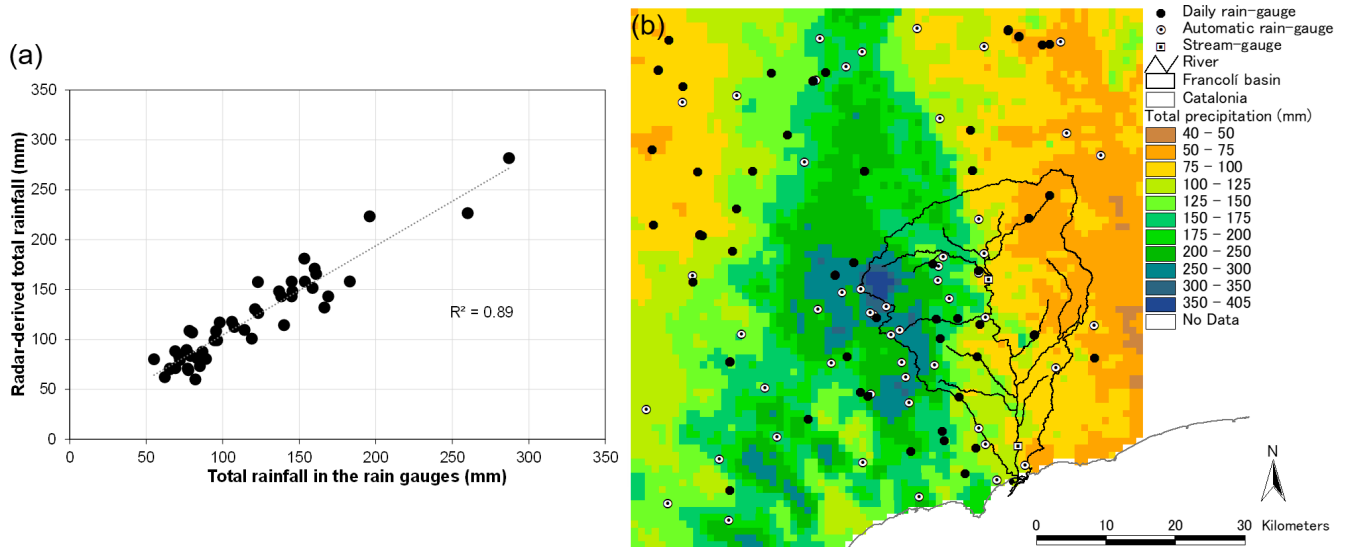 (a)
350
300
250
200
150
100
50
0
Radar-derived total rainfall (mm)
R² = 0.89
0 50 100 150 200 250 300 350
Total rainfall in the rain gauges (mm)
(b)
Daily rain-gauge
Automatic rain-gauge
Stream-gauge
River
Francolí basin
Catalonia
Total precipitation (mm)
40 - 50
50 - 75
75 - 100
100 - 125
125 - 150
150 - 175
175 - 200
200 - 250
250 - 300
300 - 350
350 - 405
No Data
N
0 10 20 30 Kilometers